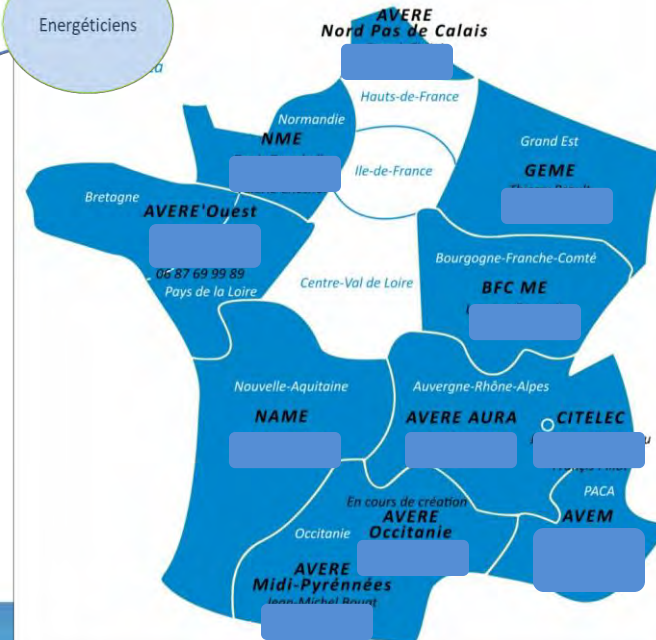 Energéticiens
AVERE
Nord Pas de Calais
Hauts-de-France
Normandie
NME
Ile-de-France
Grand Est
GEME
Bretagne
AVERE'Ouest
06 87 69 99 89
Pays de la Loire
Centre-Val de Loire
Bourgogne-Franche-Comté
BFC ME
Nouvelle-Aquitaine
NAME
Auvergne-Rhône-Alpes
AVERE AURA
CITELEC
PACA
AVEM
En cours de création
AVERE
Occitanie
Occitanie
AVERE
Midi-Pyrénnées